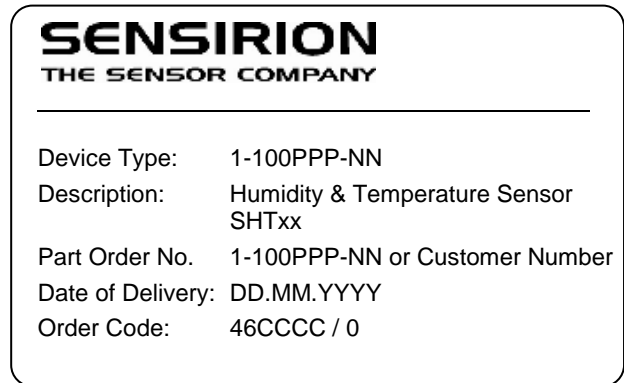 SENSIRION
THE SENSOR COMPANY
Device Type: 1-100PPP-NN
Description: Humidity & Temperature Sensor
SHTxx
Part Order No. 1-100PPP-NN or Customer Number
Date of Delivery: DD.MM.YYYY
Order Code: 46CCCC / 0